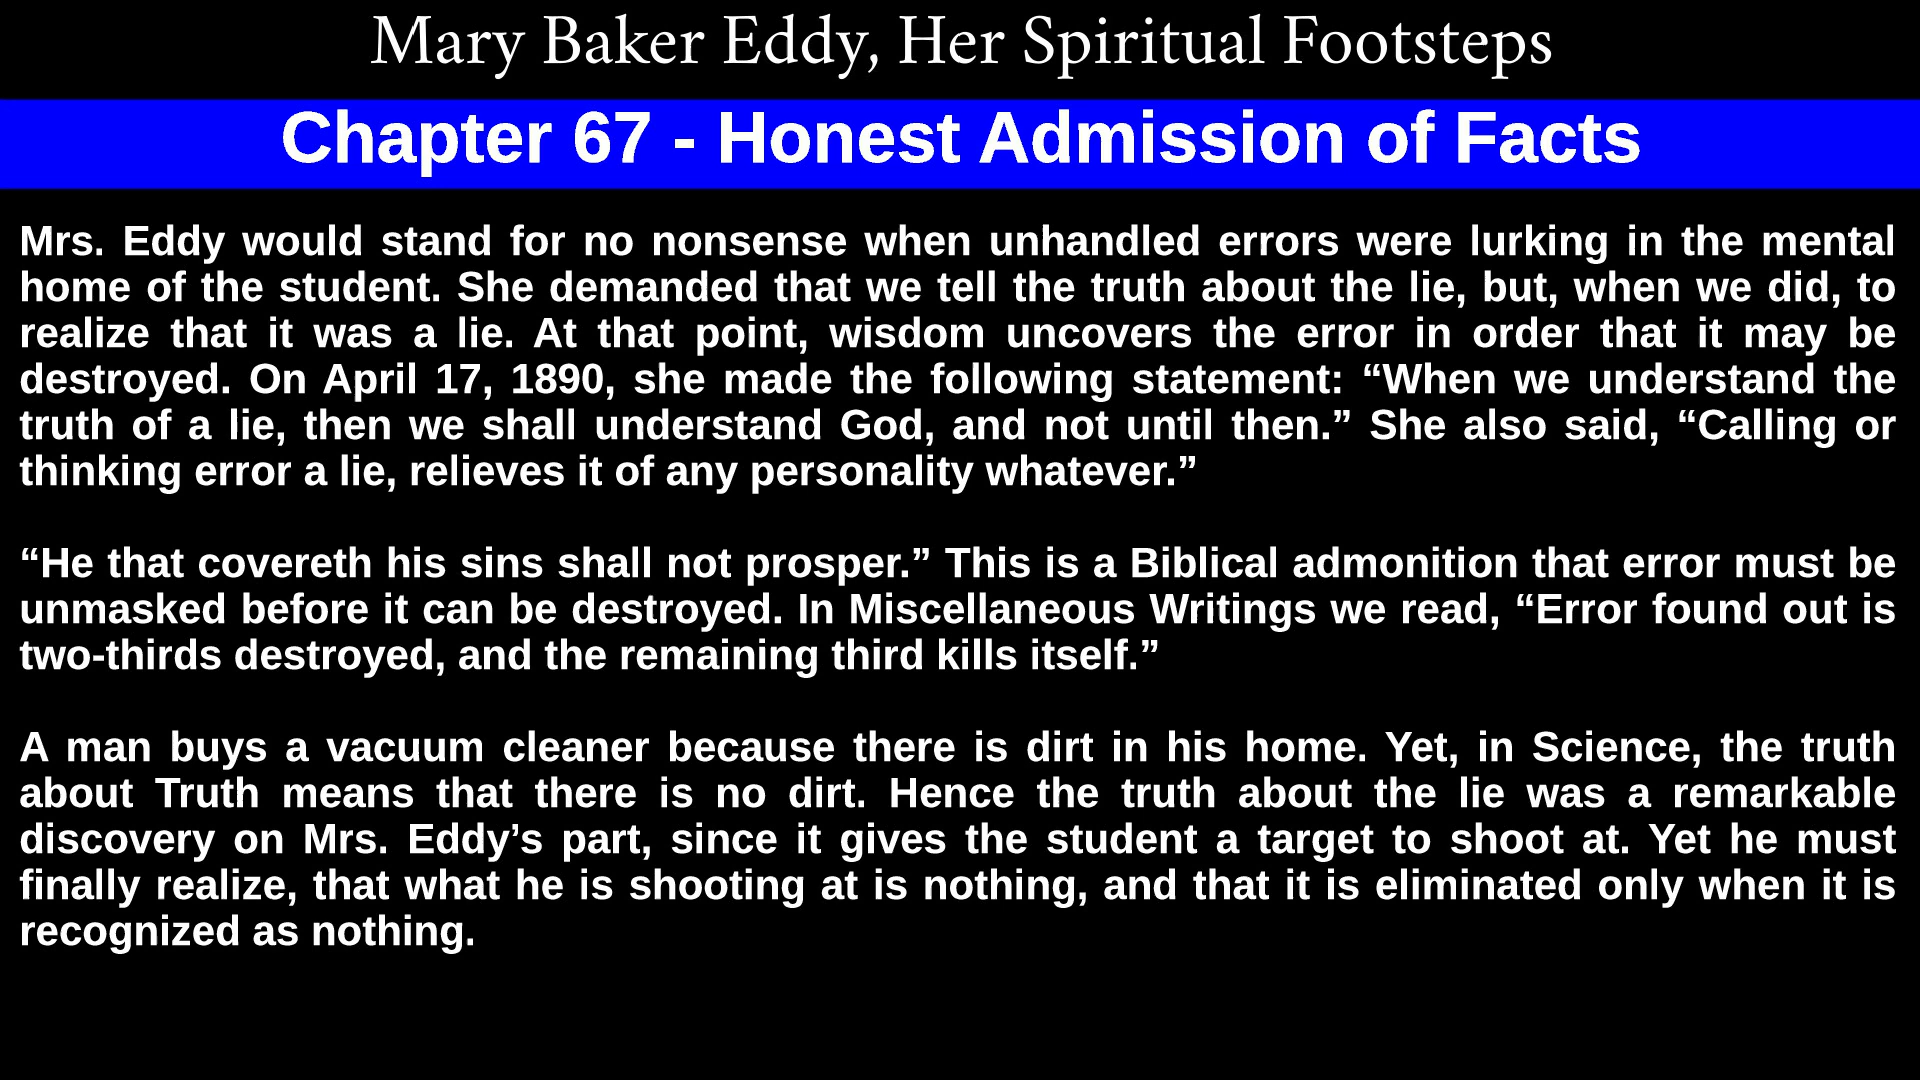 Mary Baker Eddy, Her Spiritual Footsteps
Chapter 67 - Honest Admission of Facts
Mrs. Eddy would stand for no nonsense when unhandled errors were lurking in the mental
home of the student. She demanded that we tell the truth about the lie, but, when we did, to
realize that it was a lie. At that point, wisdom uncovers the error in order that it may be
destroyed. On April 17, 1890, she made the following statement: “When we understand the
truth of a lie, then we shall understand God, and not until then.” She also said, “Calling or
thinking error a lie, relieves it of any personality whatever.”
“He that covereth his sins shall not prosper.” This is a Biblical admonition that error must be
unmasked before it can be destroyed. In Miscellaneous Writings we read, “Error found out is
two-thirds destroyed, and the remaining third kills itself.”
A man buys a vacuum cleaner because there is dirt in his home. Yet, in Science, the truth
about Truth means that there is no dirt. Hence the truth about the lie was a remarkable
discovery on Mrs. Eddy’s part, since it gives the student a target to shoot at. Yet he must
finally realize, that what he is shooting at is nothing, and that it is eliminated only when it is
recognized as nothing.